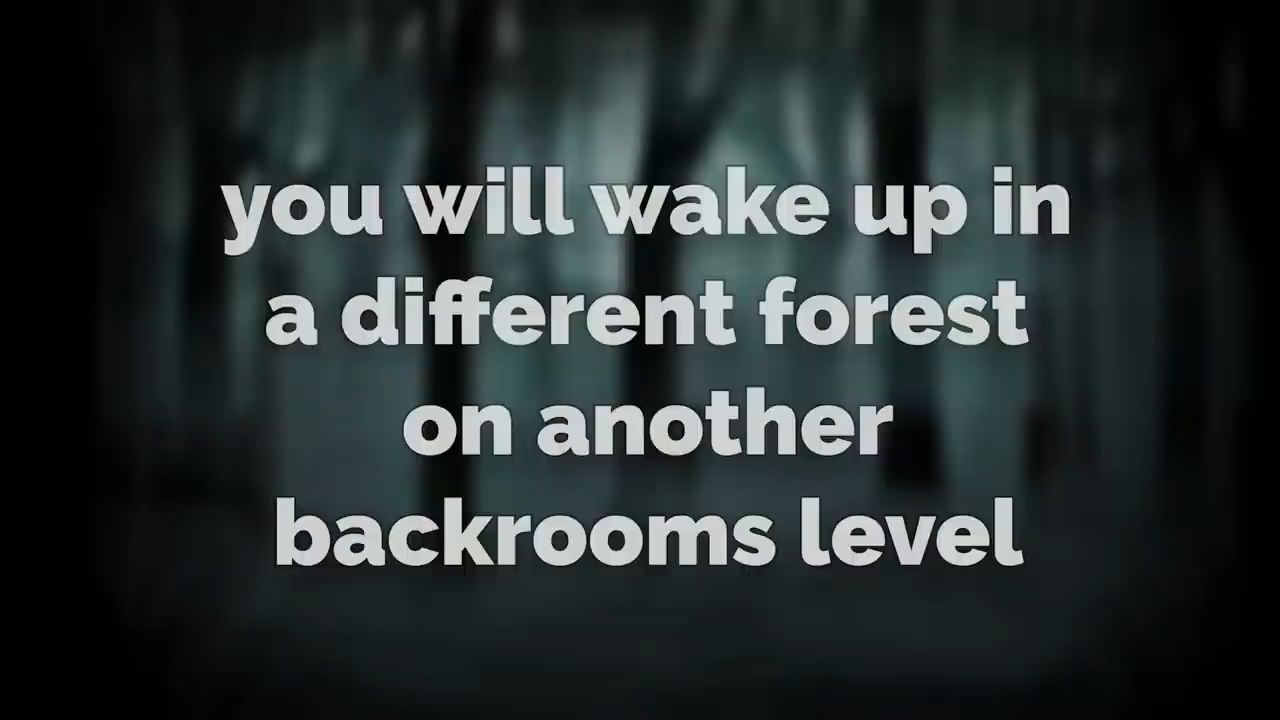 you will wake up in
a different forest
on another
backrooms level